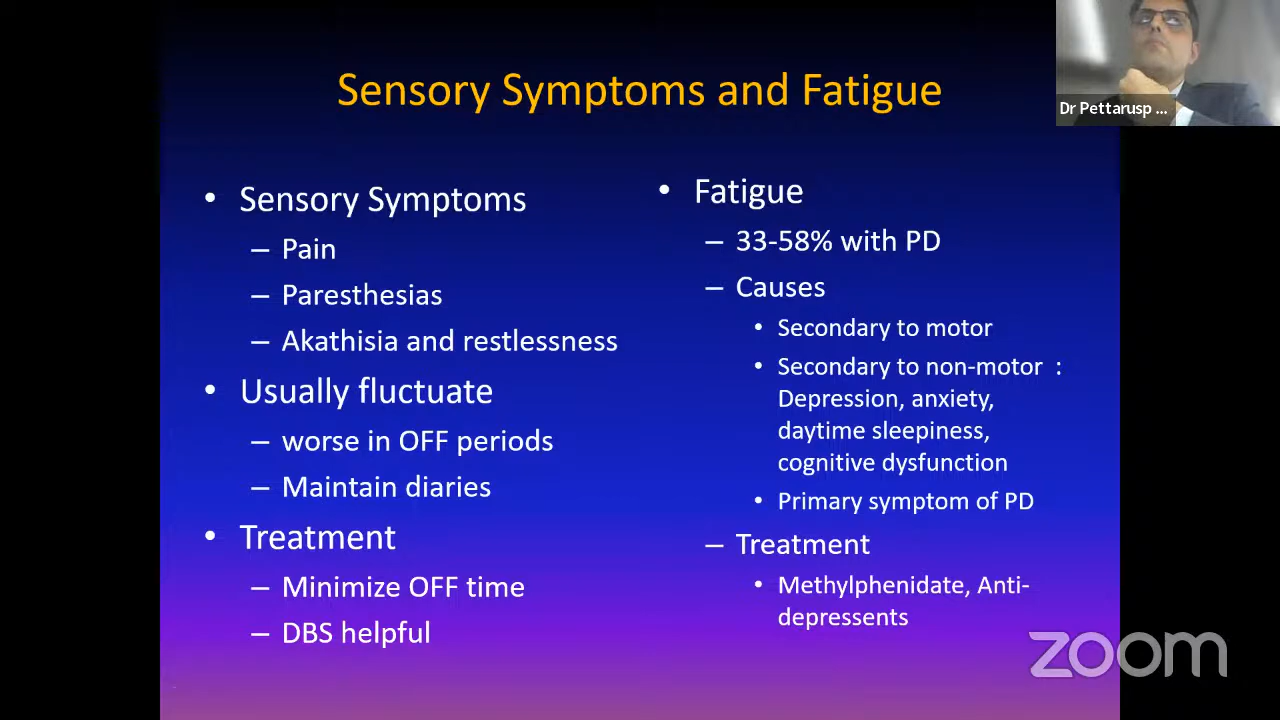 Sensory Symptoms and Fatigue
Dr Pettarusp ...
• Sensory Symptoms
– Pain
– Paresthesias
– Akathisia and restlessness
• Usually fluctuate
– worse in OFF periods
– Maintain diaries
• Treatment
– Minimize OFF time
– DBS helpful
• Fatigue
– 33-58% with PD
– Causes
• Secondary to motor
• Secondary to non-motor :
Depression, anxiety,
daytime sleepiness,
cognitive dysfunction
• Primary symptom of PD
– Treatment
• Methylphenidate, Anti-
depressents
zoom